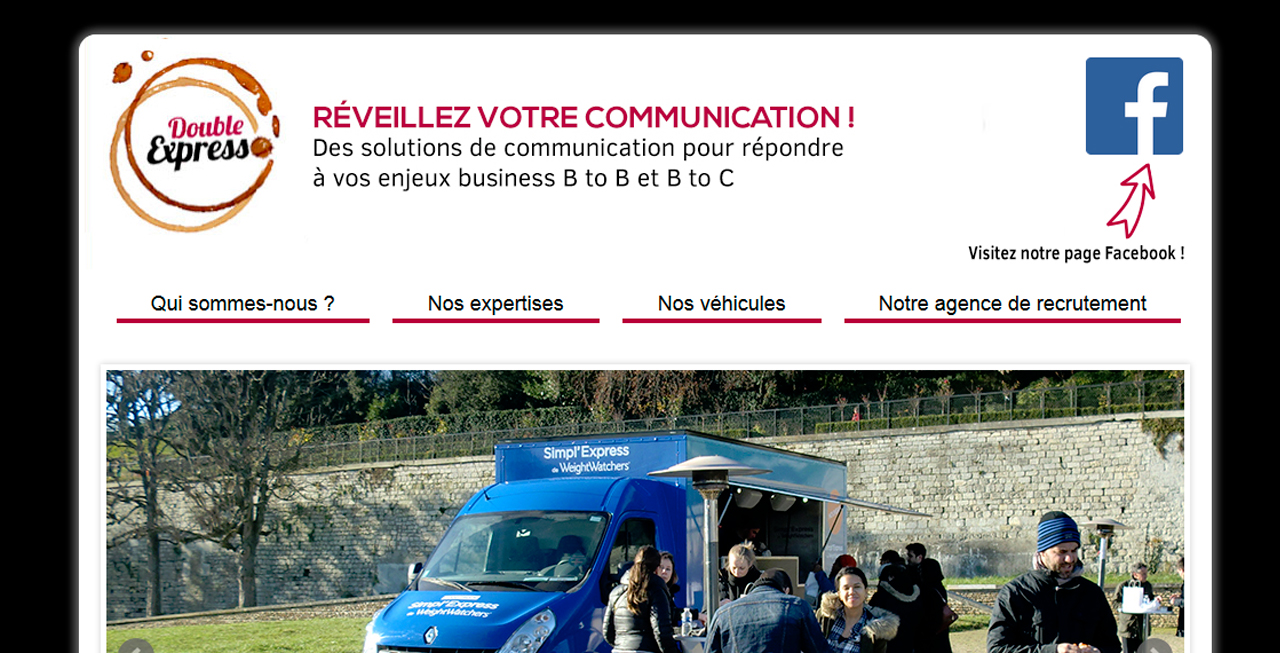 Double
Express
RÉVEILLEZ VOTRE COMMUNICATION !
Des solutions de communication pour répondre
à vos enjeux business B to B et B to C
Visitez notre page Facebook !
Qui sommes-nous ?
Nos expertises
Nos véhicules
Notre agence de recrutement
Simpl'Express
de WeightWatchers
Simpl'Express
de WeightWatchers